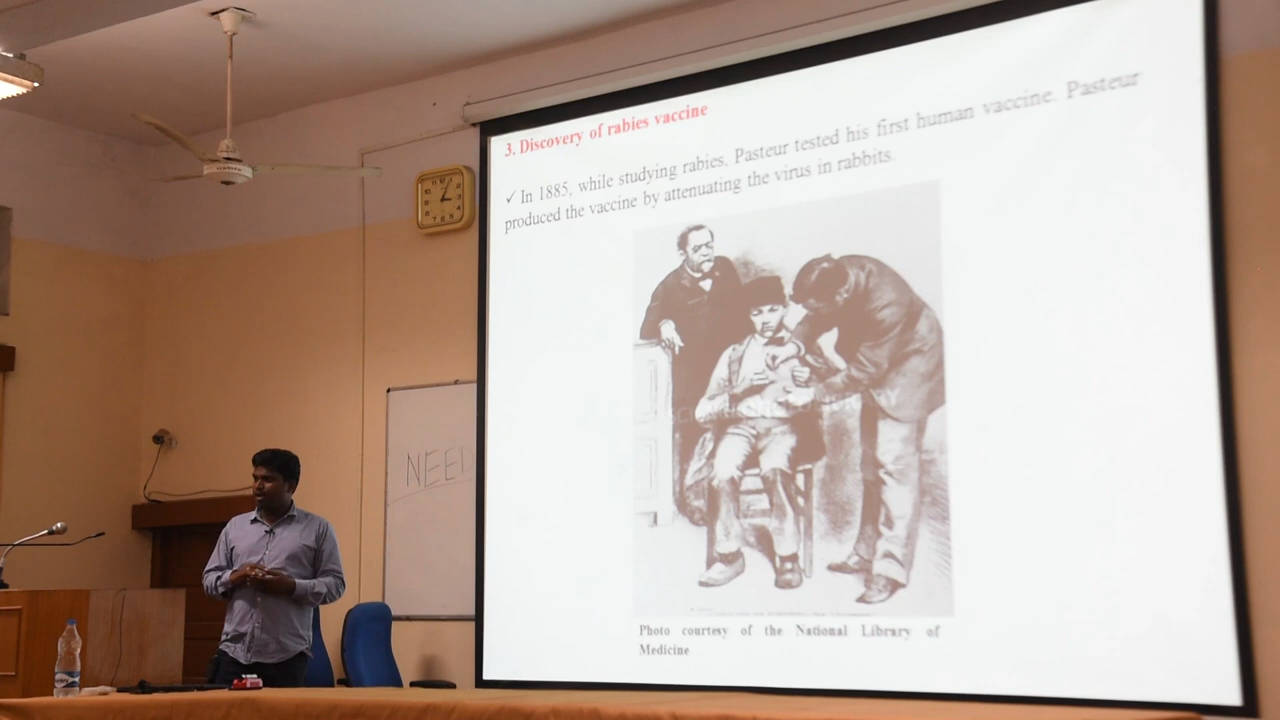 3. Discovery of rabies vaccine
✓ In 1885, while studying rabies, Pasteur tested his first human vaccine. Pasteur
produced the vaccine by attenuating the virus in rabbits.
NEED
Photo courtesy of the National Library of
Medicine